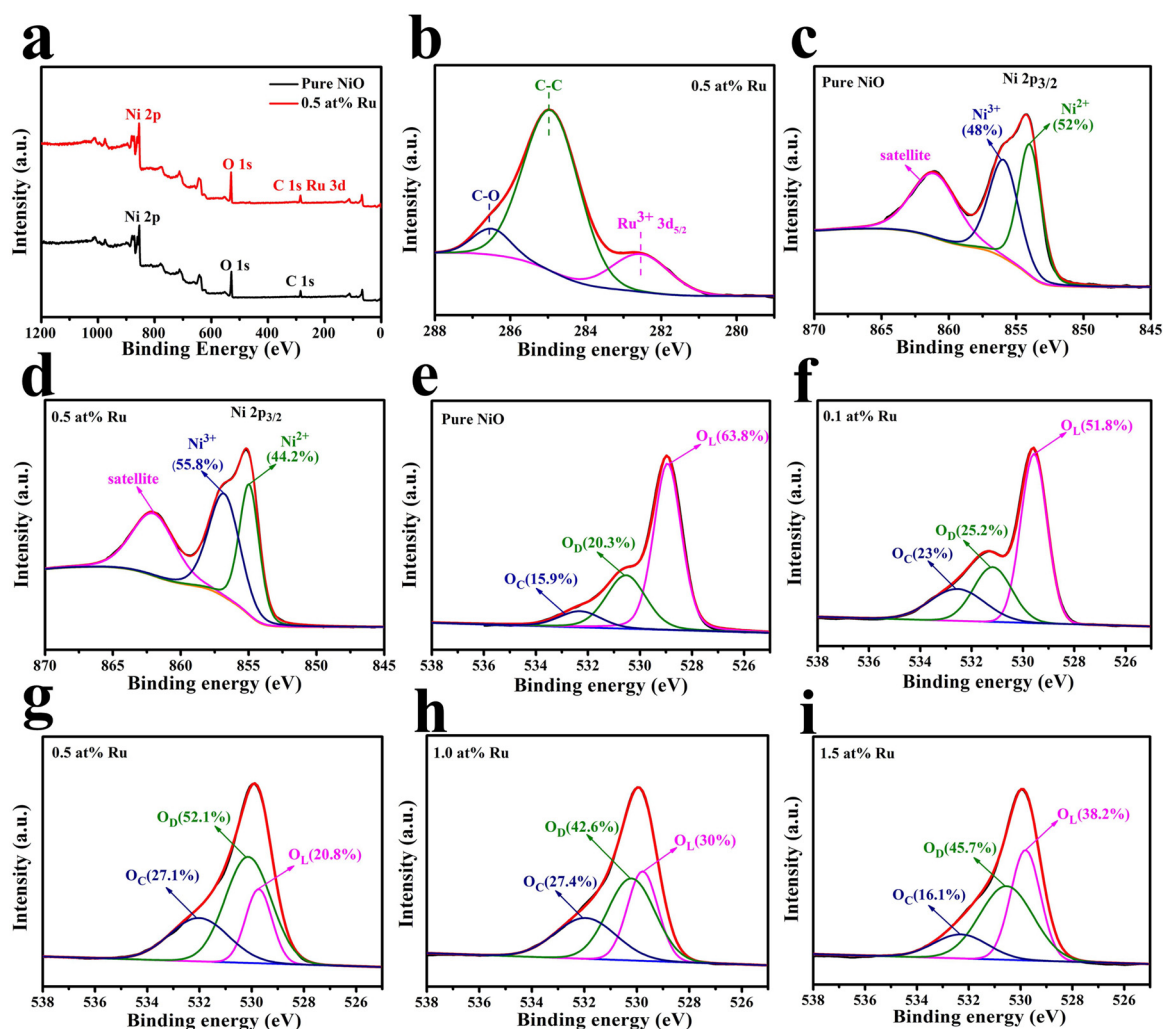 a
Pure NiO
0.5 at% Ru
Ni 2p
O 1s
C 1s Ru 3d
Ni 2p
O 1s
C 1s
1200 1000 800 600 400 200 0
Binding Energy (eV)
Intensity (a.u.)
b
0.5 at% Ru
C-C
C-O
Ru3+ 3d5/2
288 286 284 282 280
Binding energy (eV)
Intensity (a.u.)
c
Pure NiO
Ni 2p3/2
Ni3+
(48%)
Ni2+
(52%)
satellite
870 865 860 855 850 845
Binding energy (eV)
Intensity (a.u.)
d
0.5 at% Ru
Ni 2p3/2
Ni3+
(55.8%)
Ni2+
(44.2%)
satellite
870 865 860 855 850 845
Binding energy (eV)
Intensity (a.u.)
e
Pure NiO
OL(63.8%)
OD(20.3%)
OC(15.9%)
538 536 534 532 530 528 526
Binding energy (eV)
Intensity (a.u.)
f
0.1 at% Ru
OL(51.8%)
OD(25.2%)
OC(23%)
538 536 534 532 530 528 526
Binding energy (eV)
Intensity (a.u.)
g
0.5 at% Ru
OD(52.1%)
OL(20.8%)
OC(27.1%)
538 536 534 532 530 528 526
Binding energy (eV)
Intensity (a.u.)
h
1.0 at% Ru
OD(42.6%)
OL(30%)
OC(27.4%)
538 536 534 532 530 528 526
Binding energy (eV)
Intensity (a.u.)
i
1.5 at% Ru
OL(38.2%)
OD(45.7%)
OC(16.1%)
538 536 534 532 530 528 526
Binding energy (eV)
Intensity (a.u.)